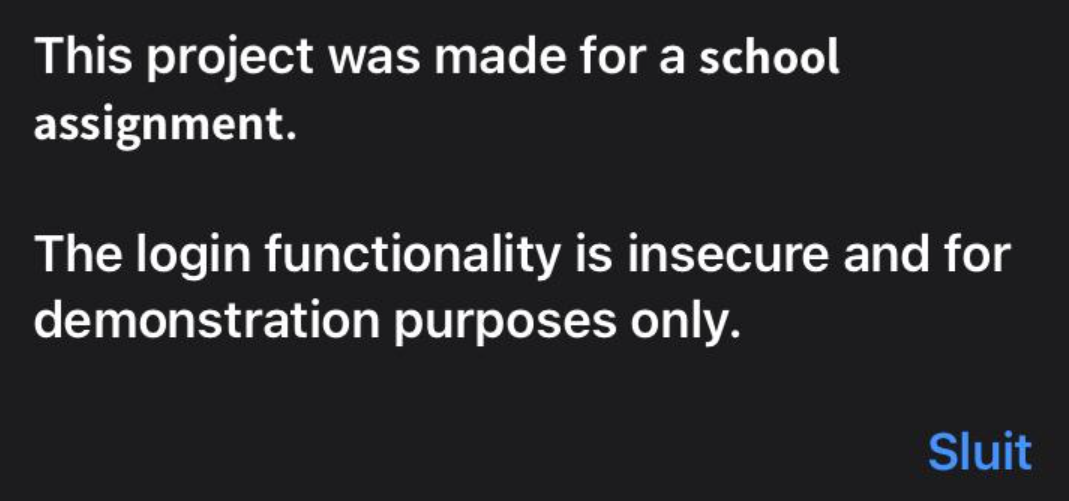 This project was made for a school
assignment.
The login functionality is insecure and for
demonstration purposes only.
Sluit